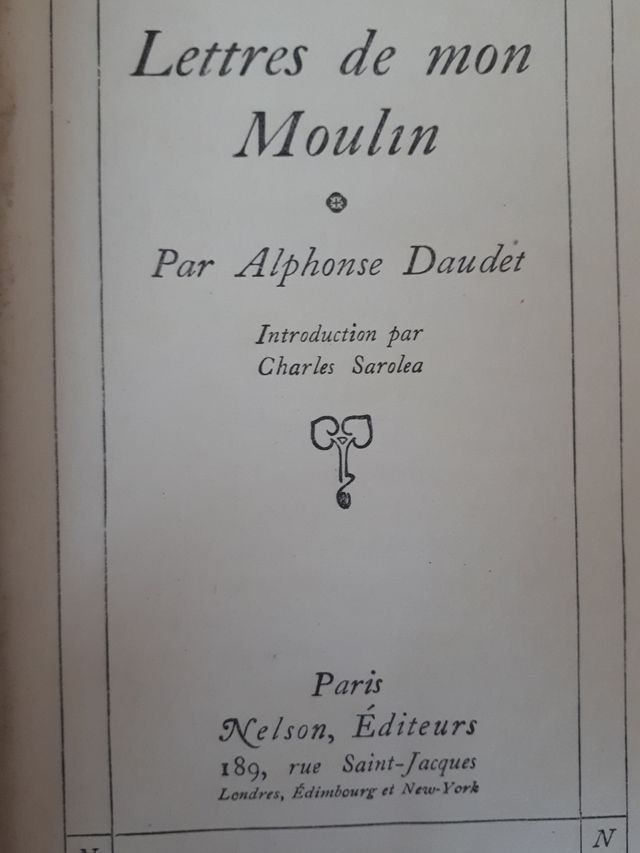 Lettres de mon
Moulin
Par Alphonse Daudet
Introduction par
Charles Sarolea
Paris
Nelson, Éditeurs
189, rue Saint-Jacques
Londres, Édimbourg et New-York
N N